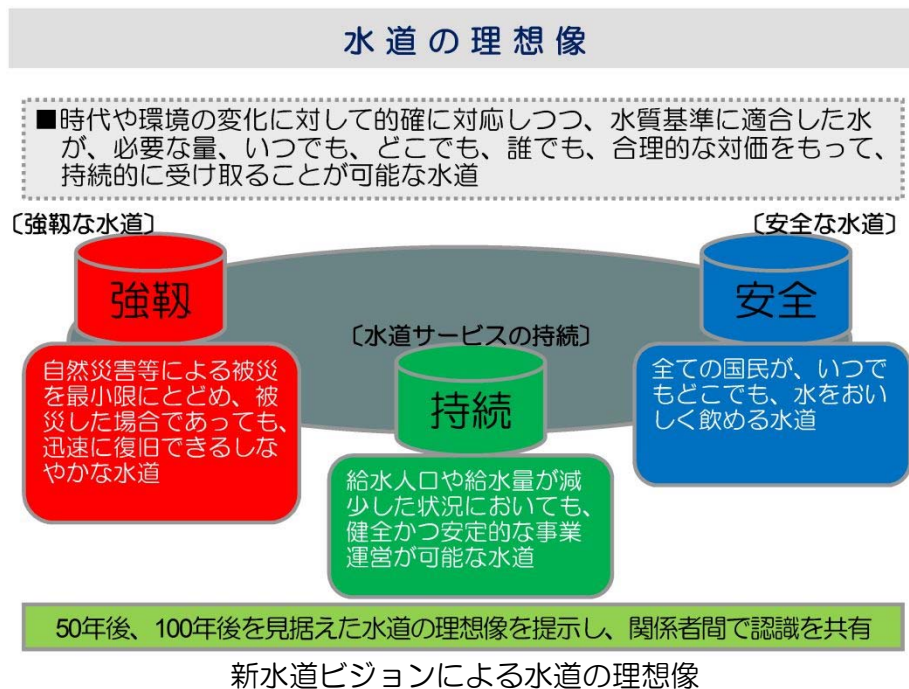 水道の理想像
■時代や環境の変化に対して的確に対応しつつ、水質基準に適合した水
が、必要な量、いつでも、どこでも、誰でも、合理的な対価をもって、
持続的に受け取ることが可能な水道
〔強靱な水道〕
強靱
自然災害等による被災
を最小限にとどめ、被
災した場合であっても、
迅速に復旧できるしな
やかな水道
〔水道サービスの持続〕
持続
給水人口や給水量が減
少した状況においても、
健全かつ安定的な事業
運営が可能な水道
〔安全な水道〕
安全
全ての国民が、いつで
もどこでも、水をおい
しく飲める水道
50年後、100年後を見据えた水道の理想像を提示し、関係者間で認識を共有
新水道ビジョンによる水道の理想像